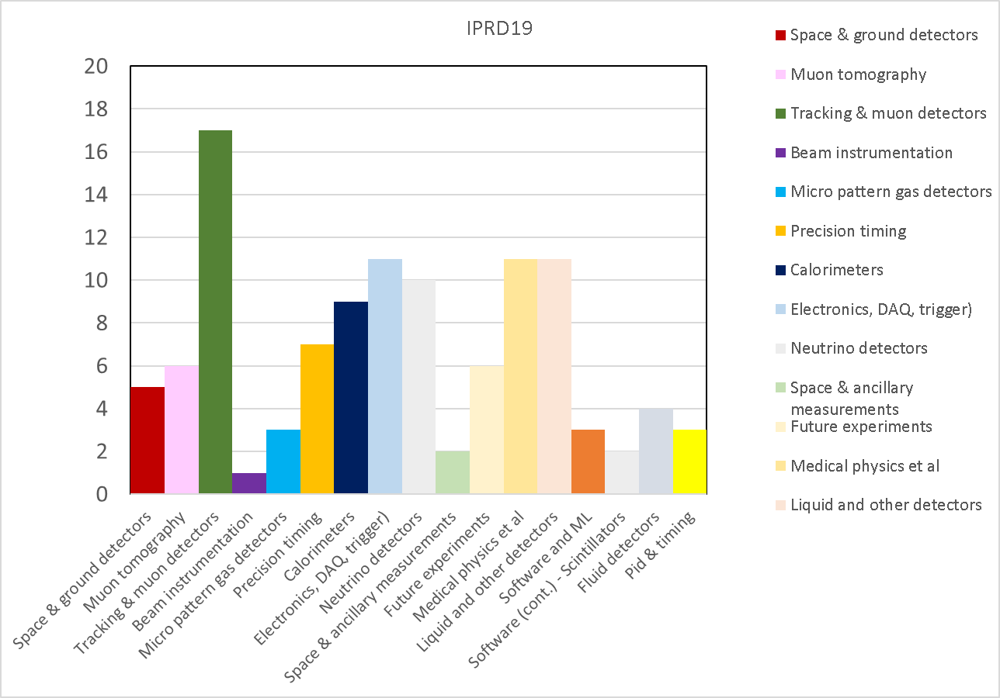 IPRD19
20
18
16
14
12
10
8
6
4
2
0
Space & ground detectors
Muon tomography
Tracking & muon detectors
Beam instrumentation
Micro pattern gas detectors
Precision timing
Calorimeters
Electronics, DAQ, trigger)
Neutrino detectors
Space & ancillary measurements
Future experiments
Medical physics et al
Liquid and other detectors
Software and ML
Software (cont.) - Scintillators
Fluid detectors
Pid & timing
Space & ground detectors
Muon tomography
Tracking & muon detectors
Beam instrumentation
Micro pattern gas detectors
Precision timing
Calorimeters
Electronics, DAQ, trigger)
Neutrino detectors
Space & ancillary
measurements
Future experiments
Medical physics et al
Liquid and other detectors